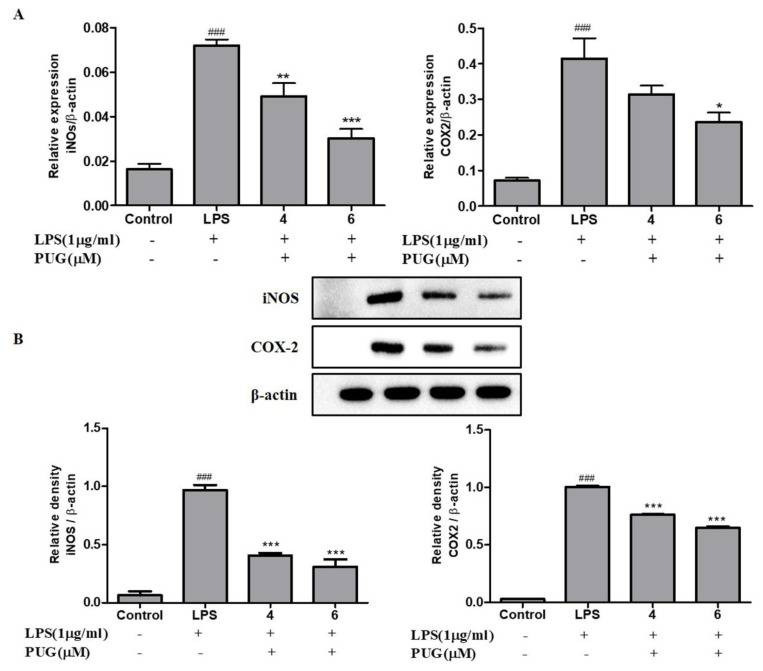 A
Relative expression
iNOs/β-actin
0.08
0.06
0.04
0.02
0.00
###
**
***
Control LPS 4 6
LPS(1μg/ml) - + + +
PUG(μM) - - + +
Relative expression
COX2/β-actin
0.5
0.4
0.3
0.2
0.1
0.0
###
*
Control LPS 4 6
LPS(1μg/ml) - + + +
PUG(μM) - - + +
B
iNOS
COX-2
β-actin
Relative density
iNOS / β-actin
1.5
1.0
0.5
0.0
###
***
***
Control LPS 4 6
LPS(1μg/ml) - + + +
PUG(μM) - - + +
Relative density
COX2 / β-actin
1.5
1.0
0.5
0.0
###
***
***
Control LPS 4 6
LPS(1μg/ml) - + + +
PUG(μM) - - + +